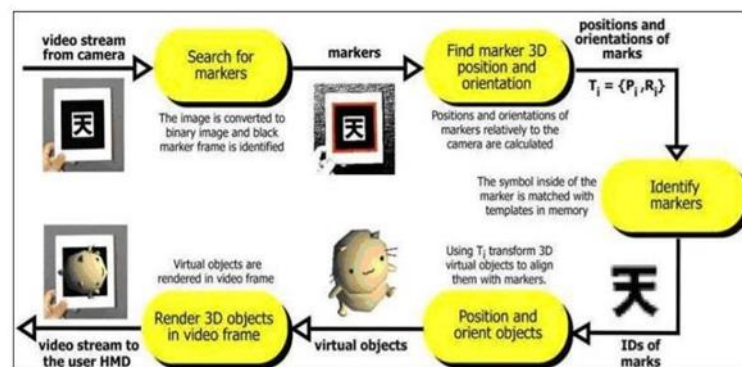 video stream
from camera
Search for
markers
markers
Find marker 3D
position and
orientation
positions and
orientations of
marks
T_i = {P_i,R_i}
天
天
The image is converted to
binary image and black
marker frame is identified
Positions and orientations of
markers relatively to the
camera are calculated
The symbol inside of the
marker is matched with
templates in memory
Identify
markers
天
IDs of
marks
Using T_i transform 3D
virtual objects to align
them with markers.
Position and
orient objects
virtual objects
Virtual objects are
rendered in video frame
Render 3D objects
in video frame
video stream to
the user HMD